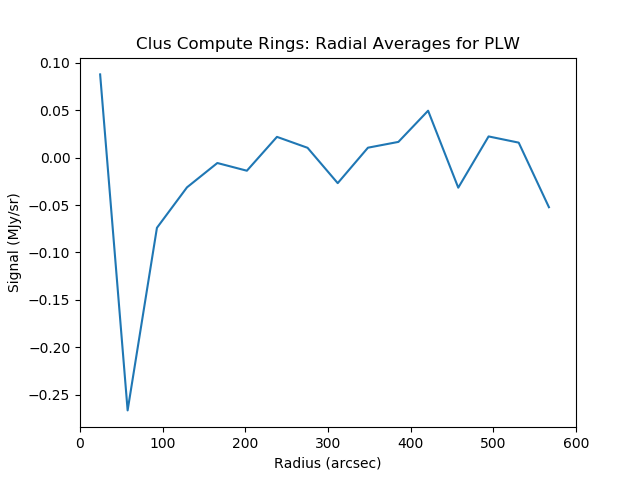 Clus Compute Rings: Radial Averages for PLW
0.10
0.05
0.00
−0.05
−0.10
−0.15
−0.20
−0.25
Signal (MJy/sr)
0 100 200 300 400 500 600
Radius (arcsec)